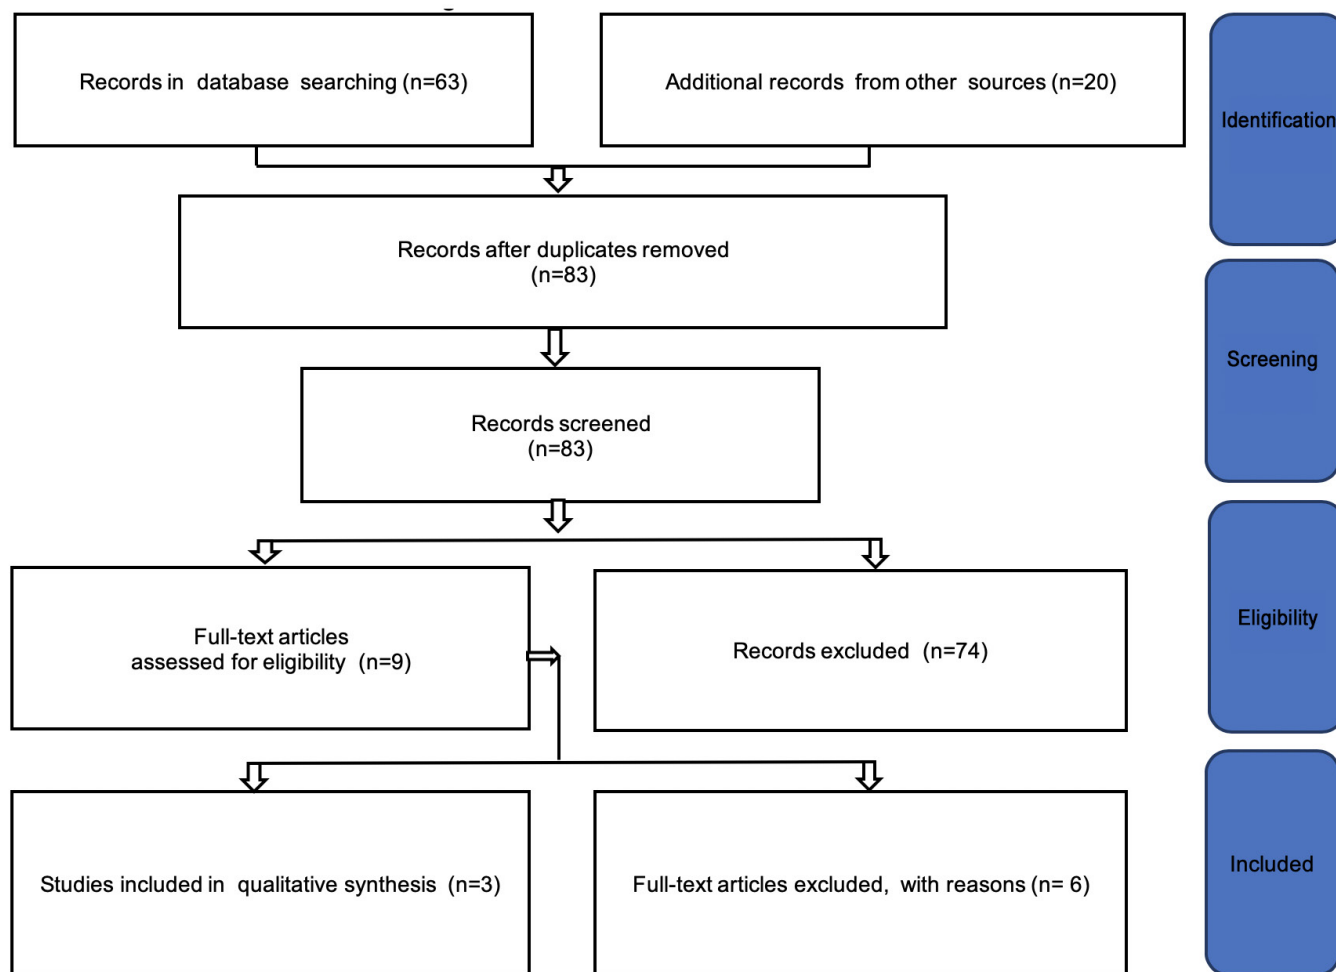 Records in database searching (n=63)
Additional records from other sources (n=20)
Identification
Records after duplicates removed
(n=83)
Screening
Records screened
(n=83)
Full-text articles
assessed for eligibility (n=9)
Records excluded (n=74)
Eligibility
Studies included in qualitative synthesis (n=3)
Full-text articles excluded, with reasons (n= 6)
Included